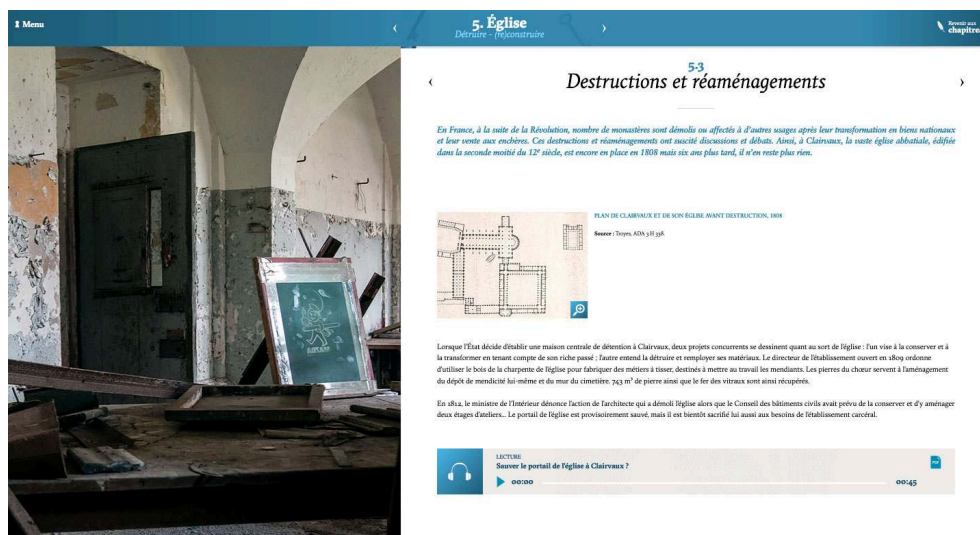 Menu
5. Église
Détruire – (re)construire
Revenir aux
chapitres
5-3
Destructions et réaménagements
En France, à la suite de la Révolution, nombre de monastères sont démolis ou affectés à d'autres usages après leur transformation en biens nationaux
et leur vente aux enchères. Ces destructions et réaménagements ont suscité discussions et débats. Ainsi, à Clairvaux, la vaste église abbatiale, édifiée
dans la seconde moitié du 12e siècle, est encore en place en 1808 mais six ans plus tard, il n'en reste plus rien.
PLAN DE CLAIRVAUX ET DE SON ÉGLISE AVANT DESTRUCTION, 1808
Source : Troyes, ADA 3 H 338.
Lorsque l'État décide d'établir une maison centrale de détention à Clairvaux, deux projets concurrents se dessinent quant au sort de l'église : l'un vise à la conserver et à
la transformer en tenant compte de son riche passé ; l'autre entend la détruire et remployer ses matériaux. Le directeur de l'établissement ouvert en 1809 ordonne
d'utiliser le bois de la charpente de l'église pour fabriquer des métiers à tisser, destinés à mettre au travail les mendiants. Les pierres du chœur servent à l'aménagement
du dépôt de mendicité lui-même et du mur du cimetière. 743 m³ de pierre ainsi que le fer des vitraux sont ainsi récupérés.
En 1812, le ministre de l'Intérieur dénonce l'action de l'architecte qui a démoli l'église alors que le Conseil des bâtiments civils avait prévu de la conserver et d'y aménager
deux étages d'ateliers... Le portail de l'église est provisoirement sauvé, mais il est bientôt sacrifié lui aussi aux besoins de l'établissement carcéral.
LECTURE
Sauver le portail de l'église à Clairvaux ?
PDF
00:00
00:45